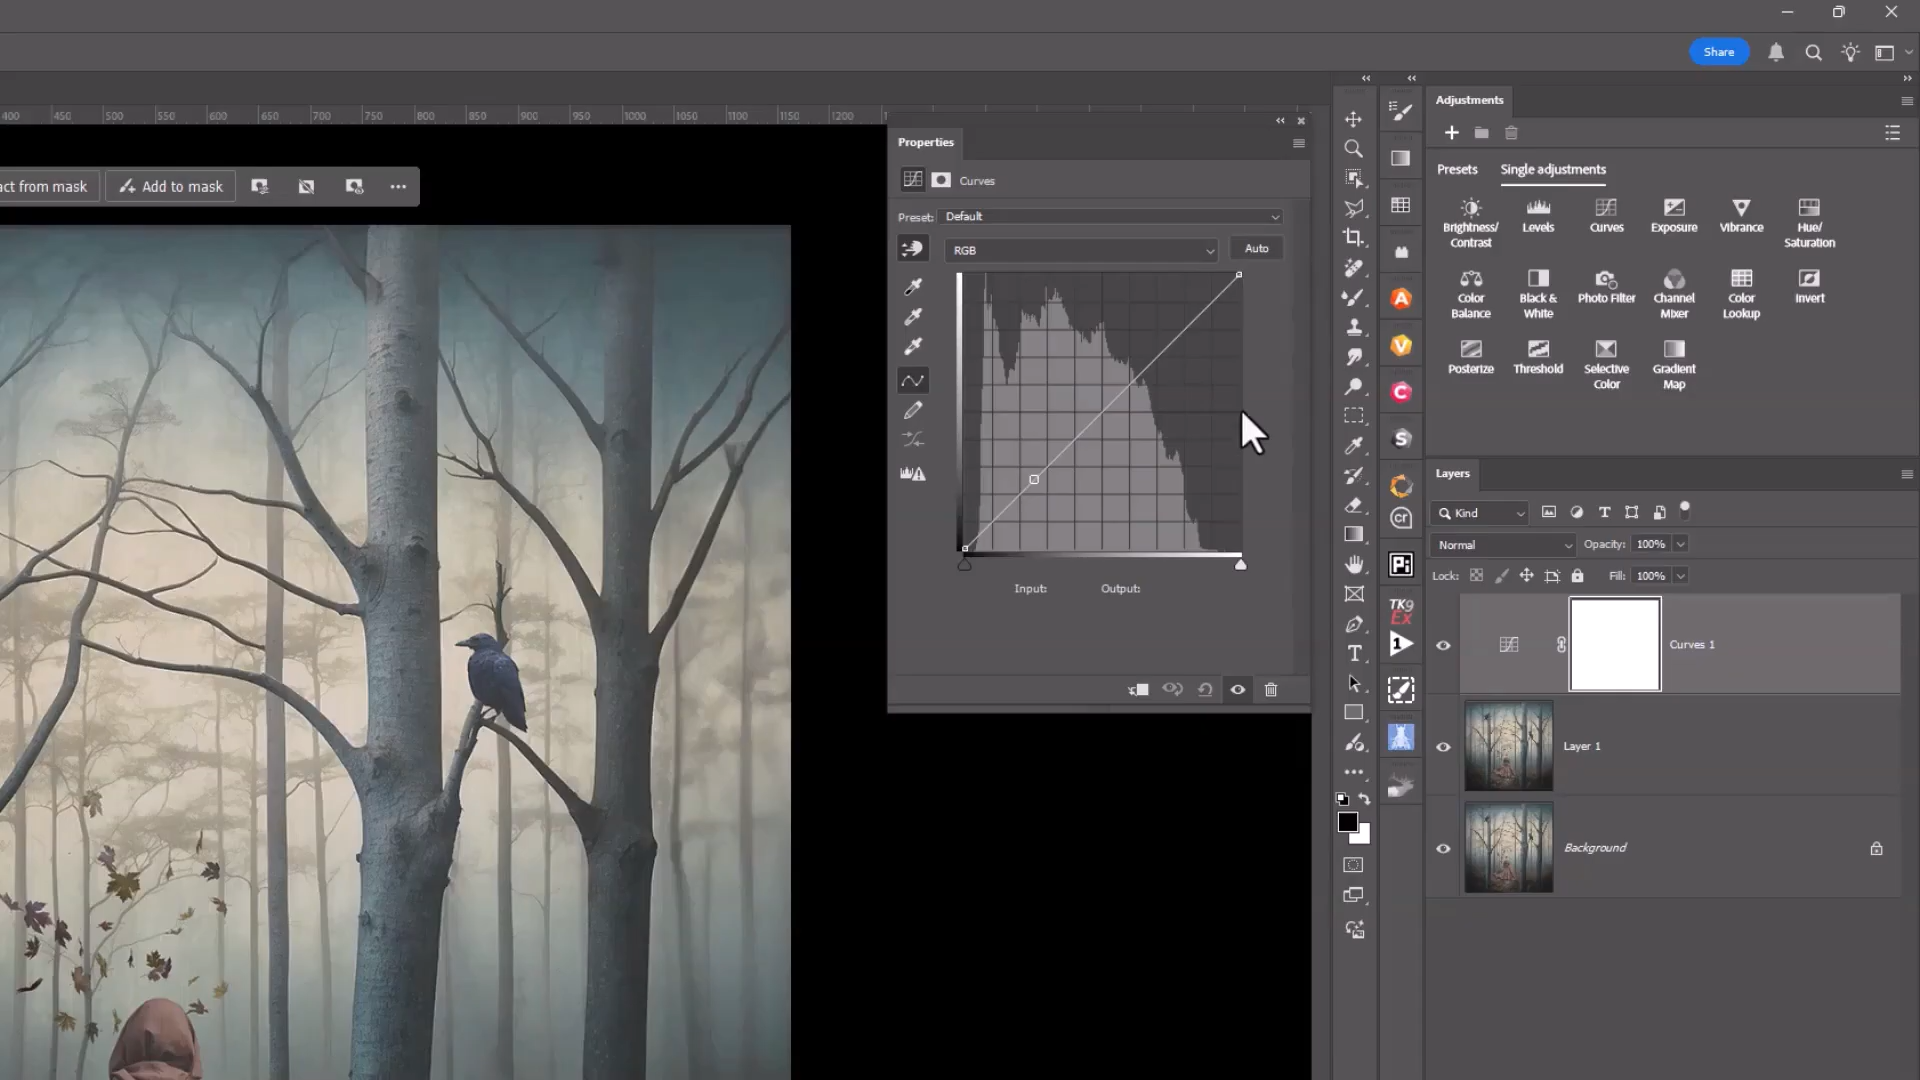 Share
400 450 500 550 600 650 700 750 800 850 900 950 1000 1050 1100 1150 1200
act from mask
Add to mask
Properties
Curves
Preset: Default
RGB
Auto
Input: Output:
A
V
C
S
cr
Pi
TK9
Ex
1
Adjustments
Presets Single adjustments
Brightness/
Contrast
Levels
Curves
Exposure
Vibrance
Hue/
Saturation
Color
Balance
Black &
White
Photo Filter
Channel
Mixer
Color
Lookup
Invert
Posterize
Threshold
Selective
Color
Gradient
Map
Layers
Kind
Normal
Opacity: 100%
Lock:
Fill: 100%
Curves 1
Layer 1
Background